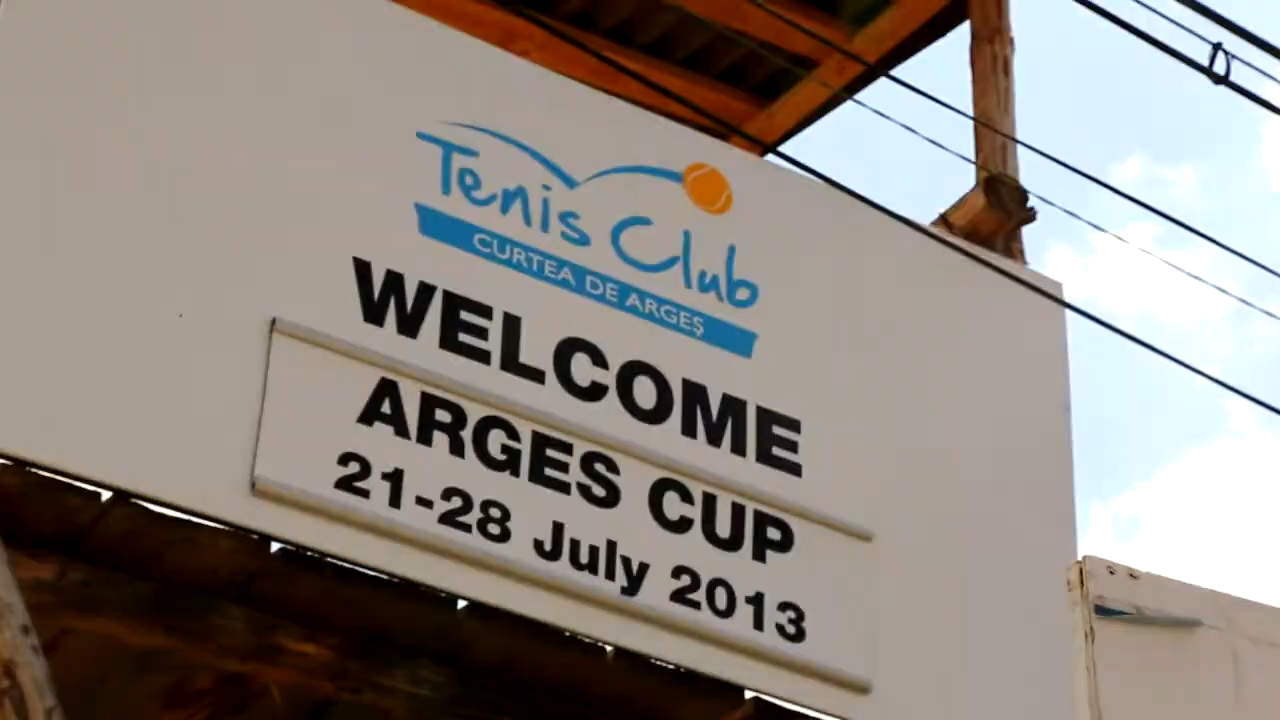 Tenis Club
CURTEA DE ARGEȘ
WELCOME
ARGES CUP
21-28 July 2013